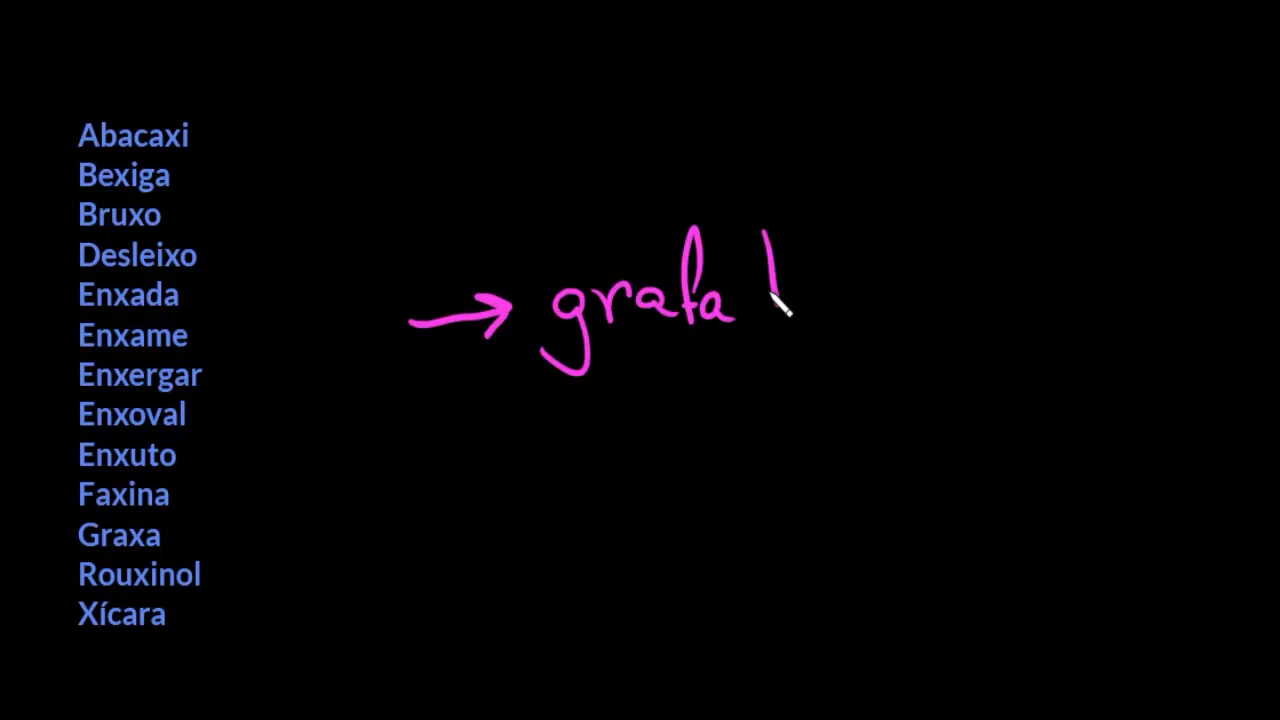 Abacaxi
Bexiga
Bruxo
Desleixo
Enxada
Enxame
Enxergar
Enxoval
Enxuto
Faxina
Graxa
Rouxinol
Xícara
→ grafa